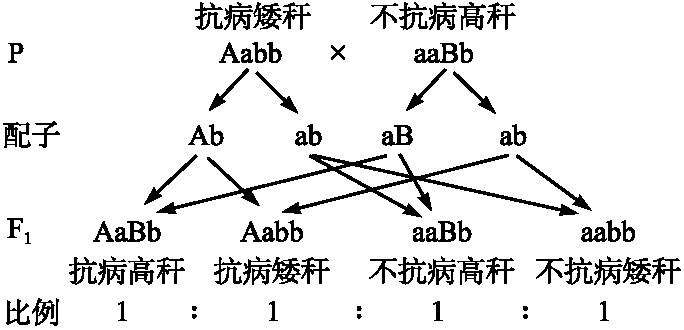 抗病矮秆 不抗病高秆
P Aabb × aaBb
配子 Ab ab aB ab
F₁ AaBb Aabb aaBb aabb
抗病高秆 抗病矮秆 不抗病高秆 不抗病矮秆
比例 1 : 1 : 1 : 1